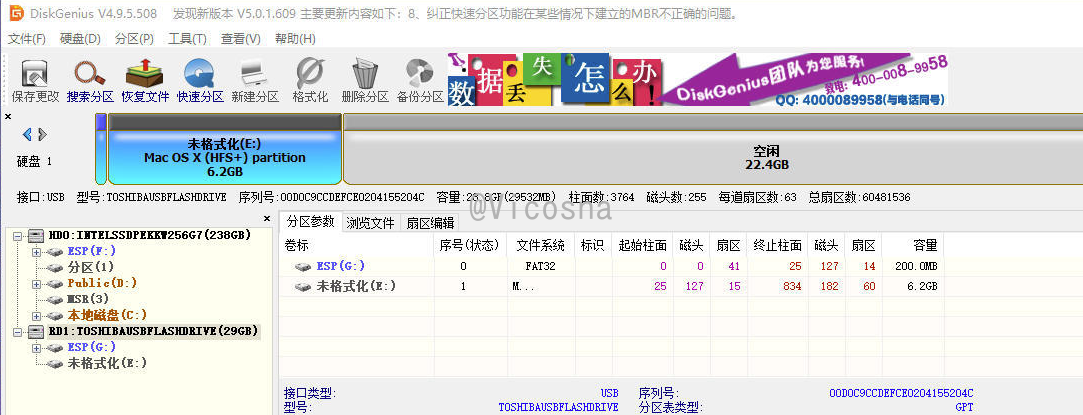 DiskGenius V4.9.5.508 发现新版本 V5.0.1.609 主要更新内容如下：8、纠正快速分区功能在某些情况下建立的MBR不正确的问题。
文件(F) 硬盘(D) 分区(P) 工具(T) 查看(V) 帮助(H)
保存更改 搜索分区 恢复文件 快速分区 新建分区 格式化 删除分区 备份分区
数据丢失怎么办!
DiskGenius团队为您服务!
致电: 400-008-9958
QQ: 4000089958(与电话同号)
硬盘 1
未格式化(E:)
Mac OS X (HFS+) partition
6.2GB
空闲
22.4GB
接口:USB 型号:TOSHIBAUSBFLASHDRIVE 序列号:00D0C9CCDEFCE0204155204C 容量:28.8GB(29532MB) 柱面数:3764 磁头数:255 每道扇区数:63 总扇区数:60481536
@Vicosna
HD0:INTELSSDPEKKW256G7(238GB)
ESP(F:)
分区(1)
Public(D:)
MSR(3)
本地磁盘(C:)
RD1:TOSHIBAUSBFLASHDRIVE(29GB)
ESP(G:)
未格式化(E:)
分区参数 浏览文件 扇区编辑
卷标 序号(状态) 文件系统 标识 起始柱面 磁头 扇区 终止柱面 磁头 扇区 容量
ESP(G:) 0 FAT32 0 0 41 25 127 14 200.0MB
未格式化(E:) 1 M... 25 127 15 834 182 60 6.2GB
接口类型: USB 序列号: 00D0C9CCDEFCE0204155204C
型号: TOSHIBAUSBFLASHDRIVE 分区表类型: GPT